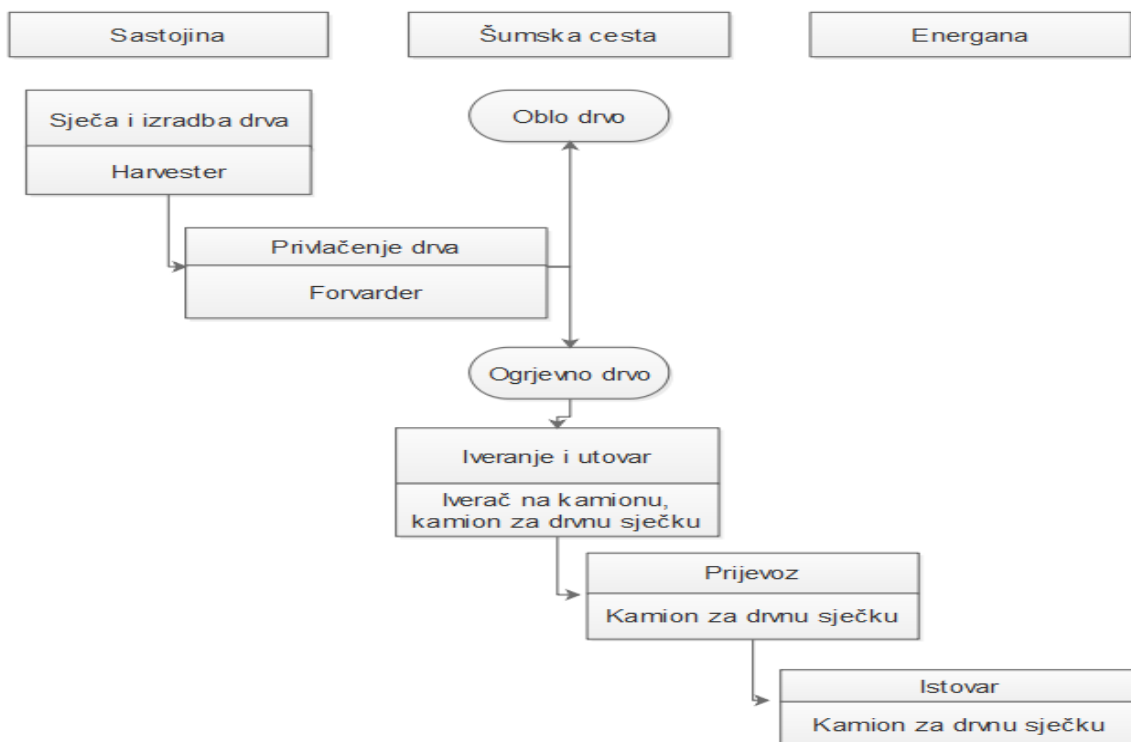 Sastojina
Šumska cesta
Energana
Sječa i izradba drva
Harvester
Oblo drvo
Privlačenje drva
Forvarder
Ogrjevno drvo
Iveranje i utovar
Iverač na kamionu,
kamion za drvnu sječku
Prijevoz
Kamion za drvnu sječku
Istovar
Kamion za drvnu sječku